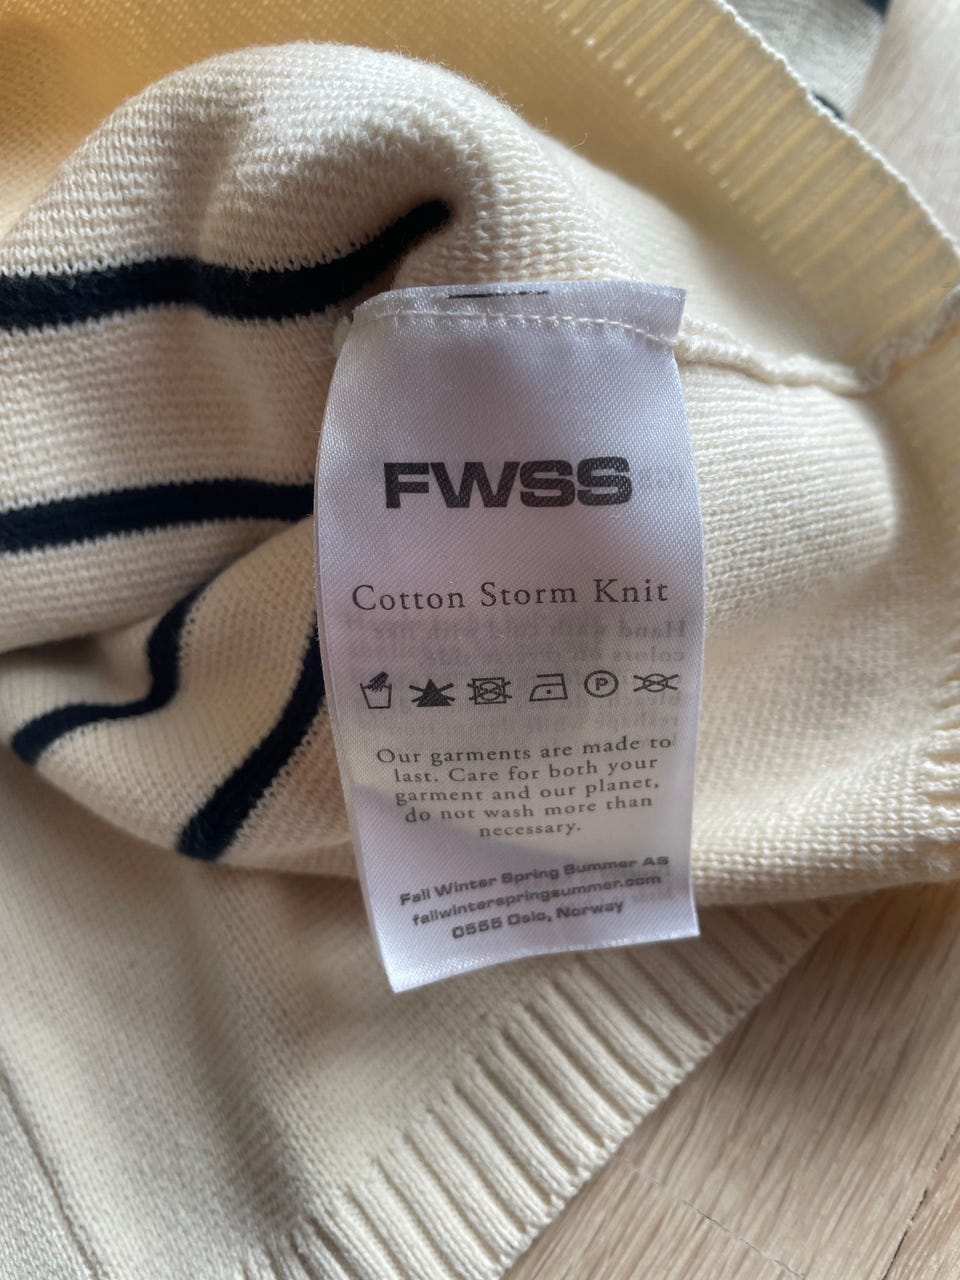 FWSS
Cotton Storm Knit
P
Our garments are made to
last. Care for both your
garment and our planet,
do not wash more than
necessary.
Fall Winter Spring Summer AS
fallwinterspringsummer.com
0555 Oslo, Norway